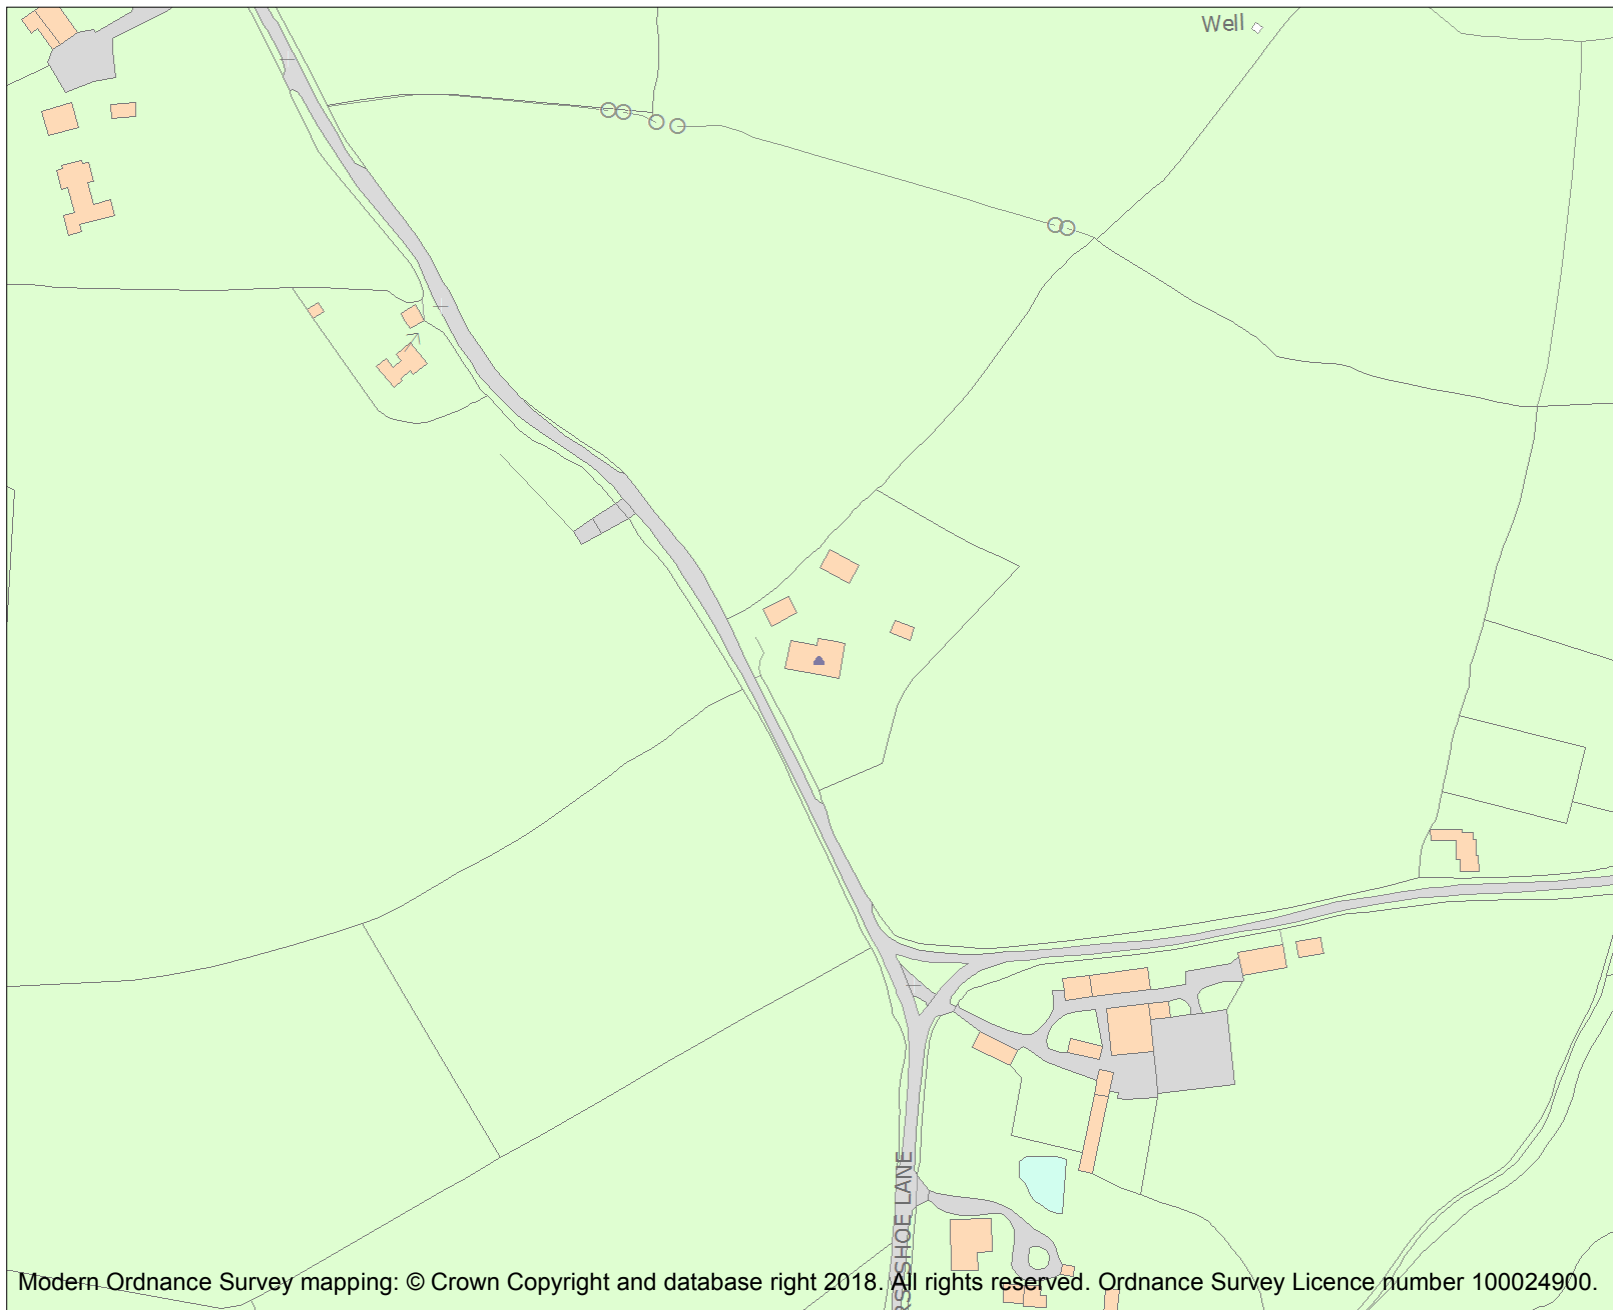 Well
RSESHOE LANE
Modern Ordnance Survey mapping: © Crown Copyright and database right 2018. All rights reserved. Ordnance Survey Licence number 100024900.